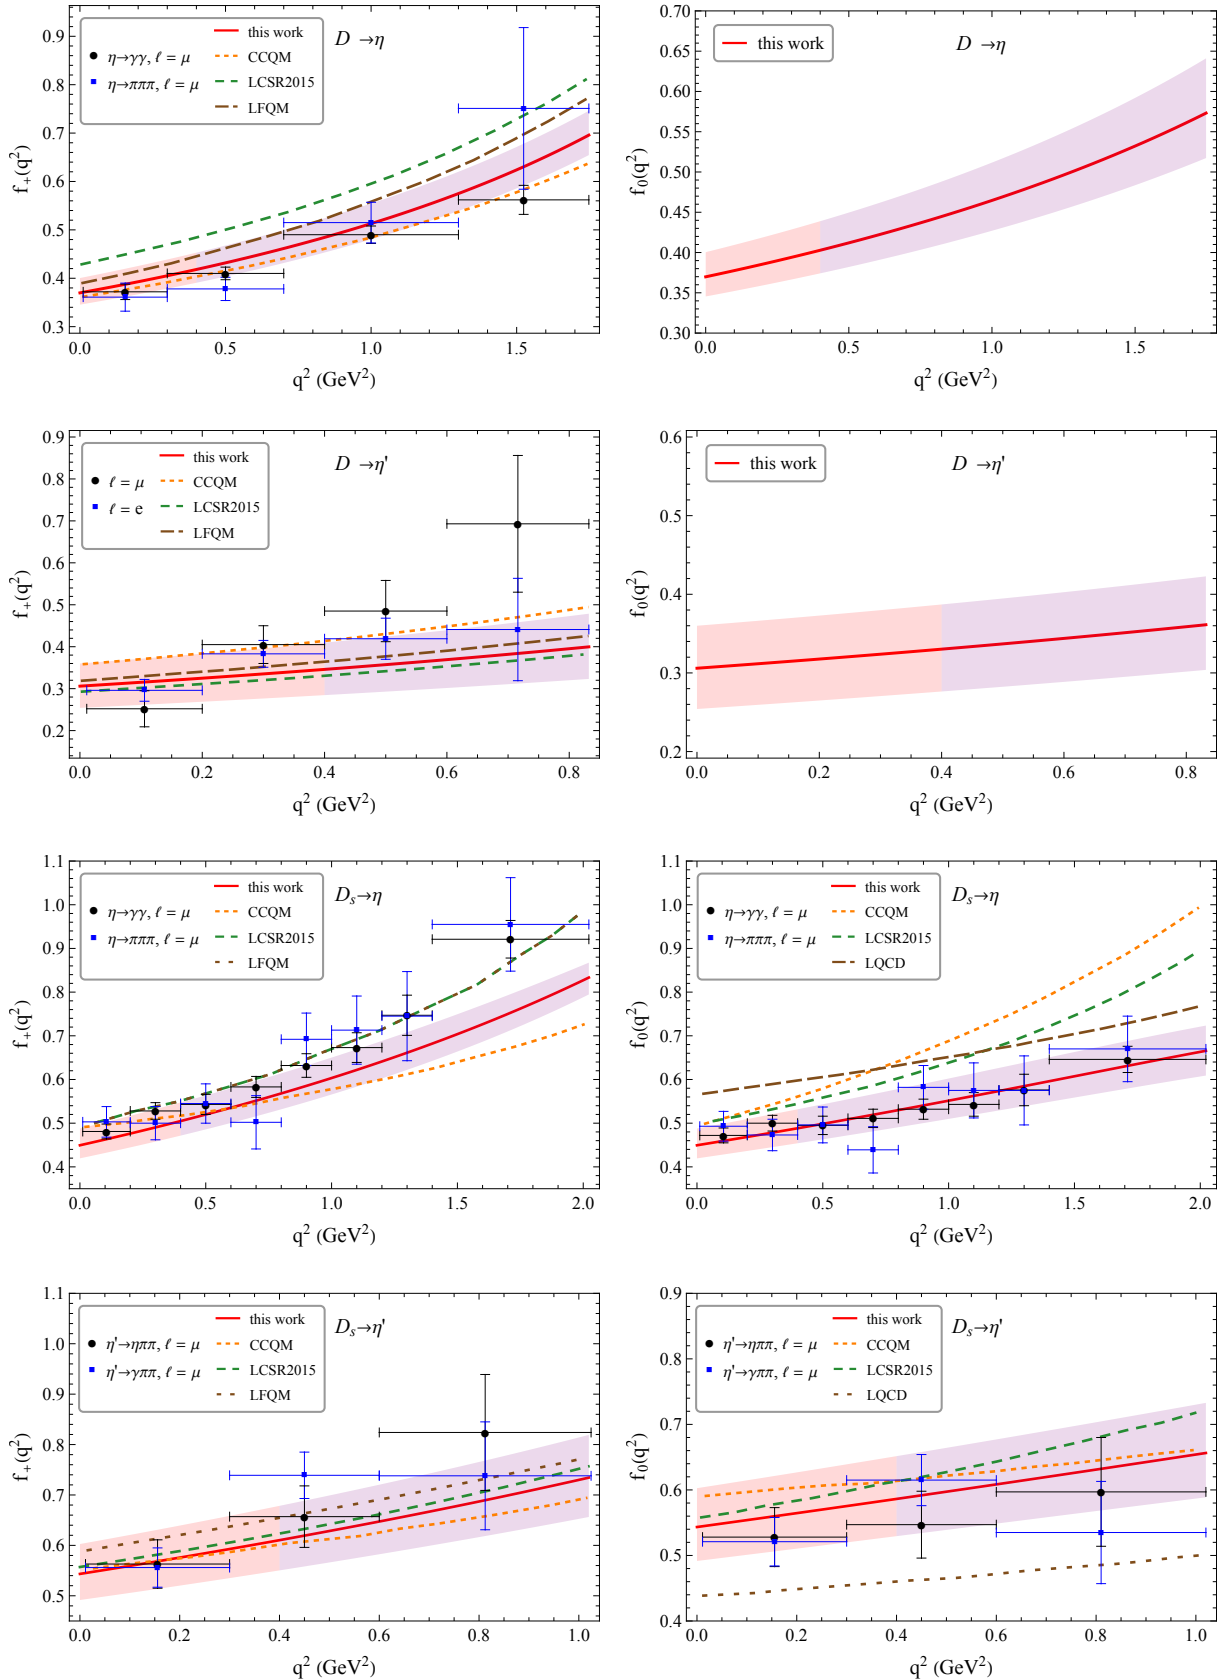 this work
η→γγ, ℓ = μ
CCQM
η→πππ, ℓ = μ
LCSR2015
LFQM
D →η
0.9
0.8
0.7
0.6
0.5
0.4
0.3
f₊(q²)
0.0 0.5 1.0 1.5
q² (GeV²)
this work
D →η
0.70
0.65
0.60
0.55
0.50
0.45
0.40
0.35
0.30
f₀(q²)
0.0 0.5 1.0 1.5
q² (GeV²)
this work
ℓ = μ
CCQM
ℓ = e
LCSR2015
LFQM
D →η'
0.9
0.8
0.7
0.6
0.5
0.4
0.3
0.2
f₊(q²)
0.0 0.2 0.4 0.6 0.8
q² (GeV²)
this work
D →η'
0.6
0.5
0.4
0.3
0.2
f₀(q²)
0.0 0.2 0.4 0.6 0.8
q² (GeV²)
this work
η→γγ, ℓ = μ
CCQM
η→πππ, ℓ = μ
LCSR2015
LFQM
Dₛ→η
1.1
1.0
0.9
0.8
0.7
0.6
0.5
0.4
f₊(q²)
0.0 0.5 1.0 1.5 2.0
q² (GeV²)
this work
η→γγ, ℓ = μ
CCQM
η→πππ, ℓ = μ
LCSR2015
LQCD
Dₛ→η
1.1
1.0
0.9
0.8
0.7
0.6
0.5
0.4
f₀(q²)
0.0 0.5 1.0 1.5 2.0
q² (GeV²)
this work
η'→ηππ, ℓ = μ
CCQM
η'→γππ, ℓ = μ
LCSR2015
LFQM
Dₛ→η'
1.1
1.0
0.9
0.8
0.7
0.6
0.5
f₊(q²)
0.0 0.2 0.4 0.6 0.8 1.0
q² (GeV²)
this work
η'→ηππ, ℓ = μ
CCQM
η'→γππ, ℓ = μ
LCSR2015
LQCD
Dₛ→η'
0.9
0.8
0.7
0.6
0.5
0.4
f₀(q²)
0.0 0.2 0.4 0.6 0.8 1.0
q² (GeV²)